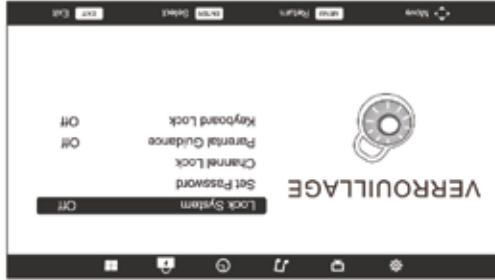 VERROUILLAGE
Lock System Off
Set Password
Channel Lock
Parental Guidance Off
Keyboard Lock Off
Move MENU Return ENTER Select EXIT Exit